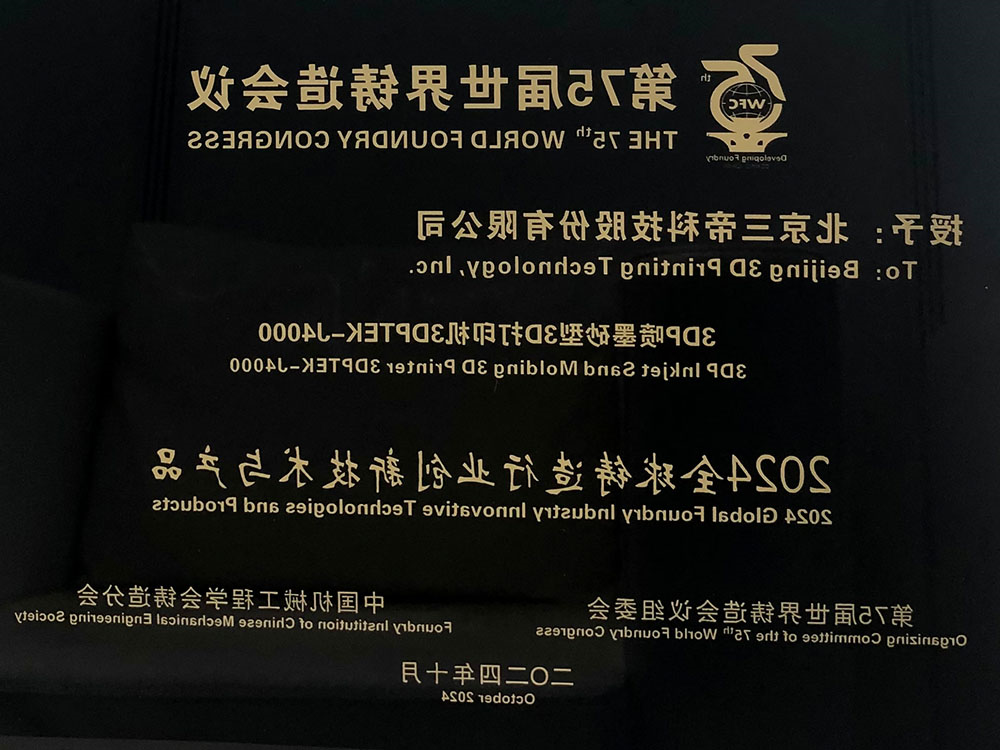 75th
WFC
Developing Foundry
第75届世界铸造会议
THE 75th WORLD FOUNDRY CONGRESS
授予：北京三帝科技股份有限公司
To: Beijing 3D Printing Technology, Inc.
3DP喷墨砂型3D打印机3DPTEK-J4000
3DP Inkjet Sand Molding 3D Printer 3DPTEK-J4000
2024全球铸造行业创新技术与产品
2024 Global Foundry Industry Innovative Technologies and Products
第75届世界铸造会议组委会
Organizing Committee of the 75th World Foundry Congress
中国机械工程学会铸造分会
Foundry Institution of Chinese Mechanical Engineering Society
二〇二四年十月
October 2024